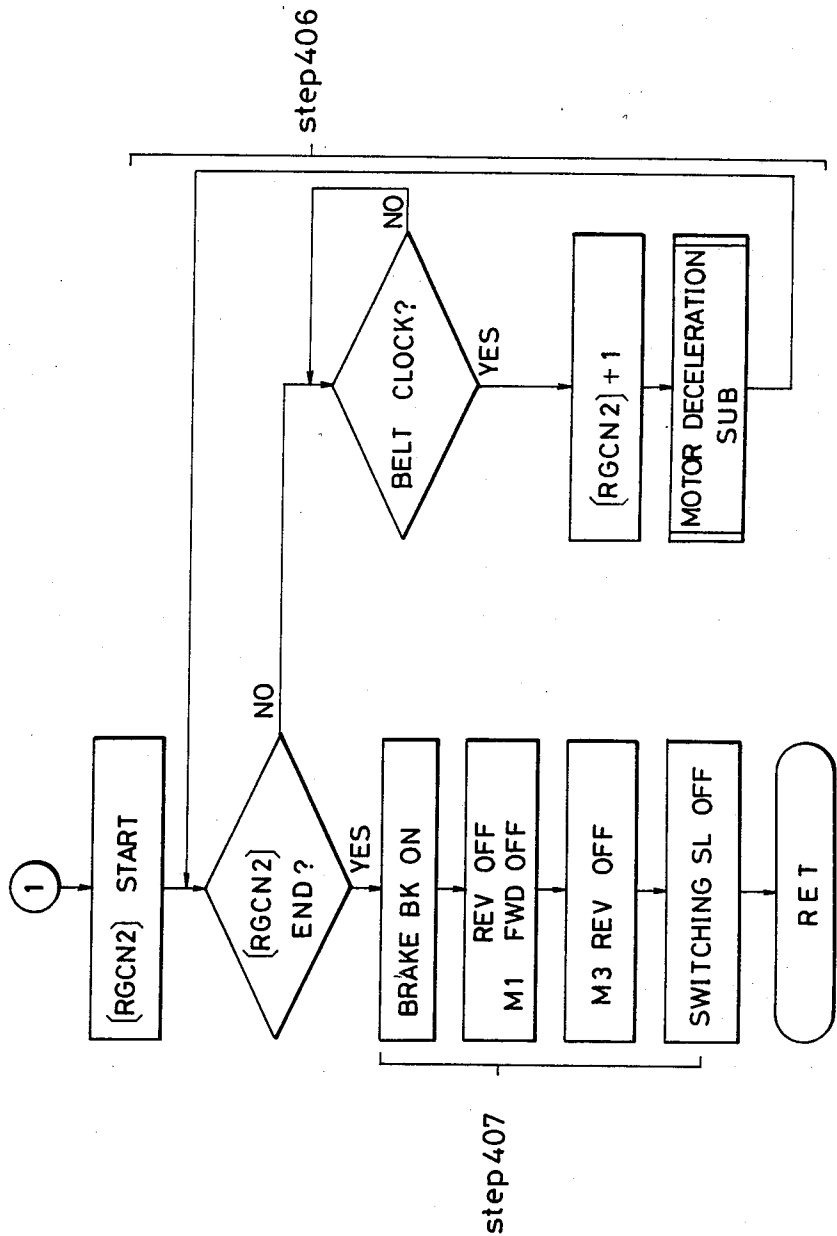 1
[RGCN2] START
[RGCN2]
END?
NO
YES
BELT CLOCK?
NO
YES
[RGCN2]+1
MOTOR DECELERATION
SUB
step406
BRAKE BK ON
REV OFF
M1 FWD OFF
M3 REV OFF
SWITCHING SL OFF
step407
RET